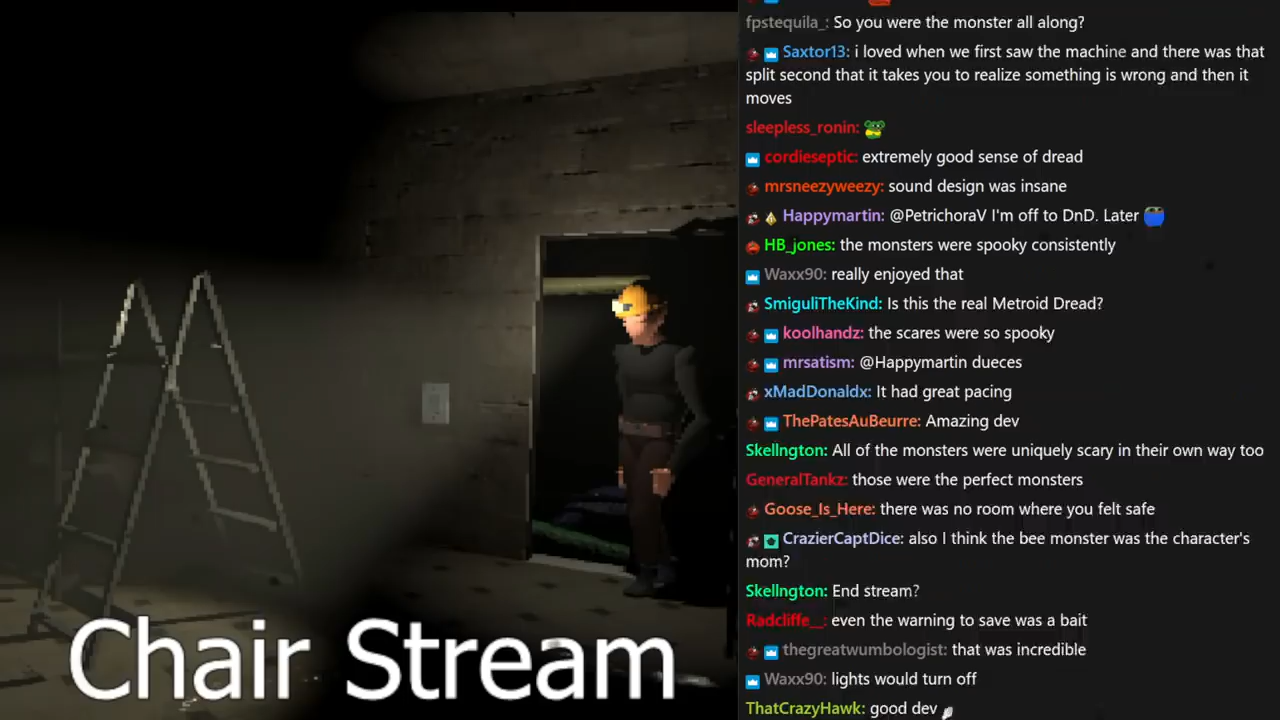 fpstequila_: So you were the monster all along?
Saxtor13: i loved when we first saw the machine and there was that
split second that it takes you to realize something is wrong and then it
moves
sleepless_ronin:
cordieseptic: extremely good sense of dread
mrsneezyweezy: sound design was insane
Happymartin: @PetrichoraV I'm off to DnD. Later
HB_jones: the monsters were spooky consistently
Waxx90: really enjoyed that
SmiguliTheKind: Is this the real Metroid Dread?
koolhandz: the scares were so spooky
mrsatism: @Happymartin dueces
xMadDonaldx: It had great pacing
ThePatesAuBeurre: Amazing dev
Skellngton: All of the monsters were uniquely scary in their own way too
GeneralTankz: those were the perfect monsters
Goose_Is_Here: there was no room where you felt safe
CrazierCaptDice: also I think the bee monster was the character's
mom?
Skellngton: End stream?
Radcliffe__: even the warning to save was a bait
thegreatwumbologist: that was incredible
Waxx90: lights would turn off
ThatCrazyHawk: good dev
Chair Stream